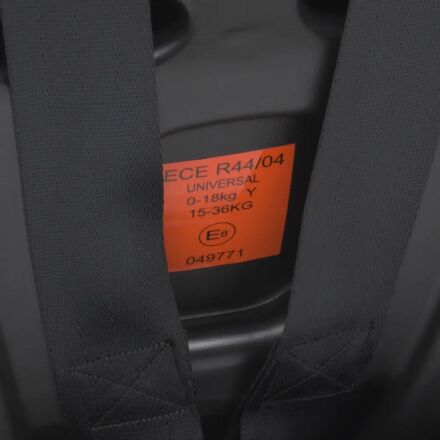 ECE R44/04
UNIVERSAL
0-18kg Y
15-36KG
E8
049771